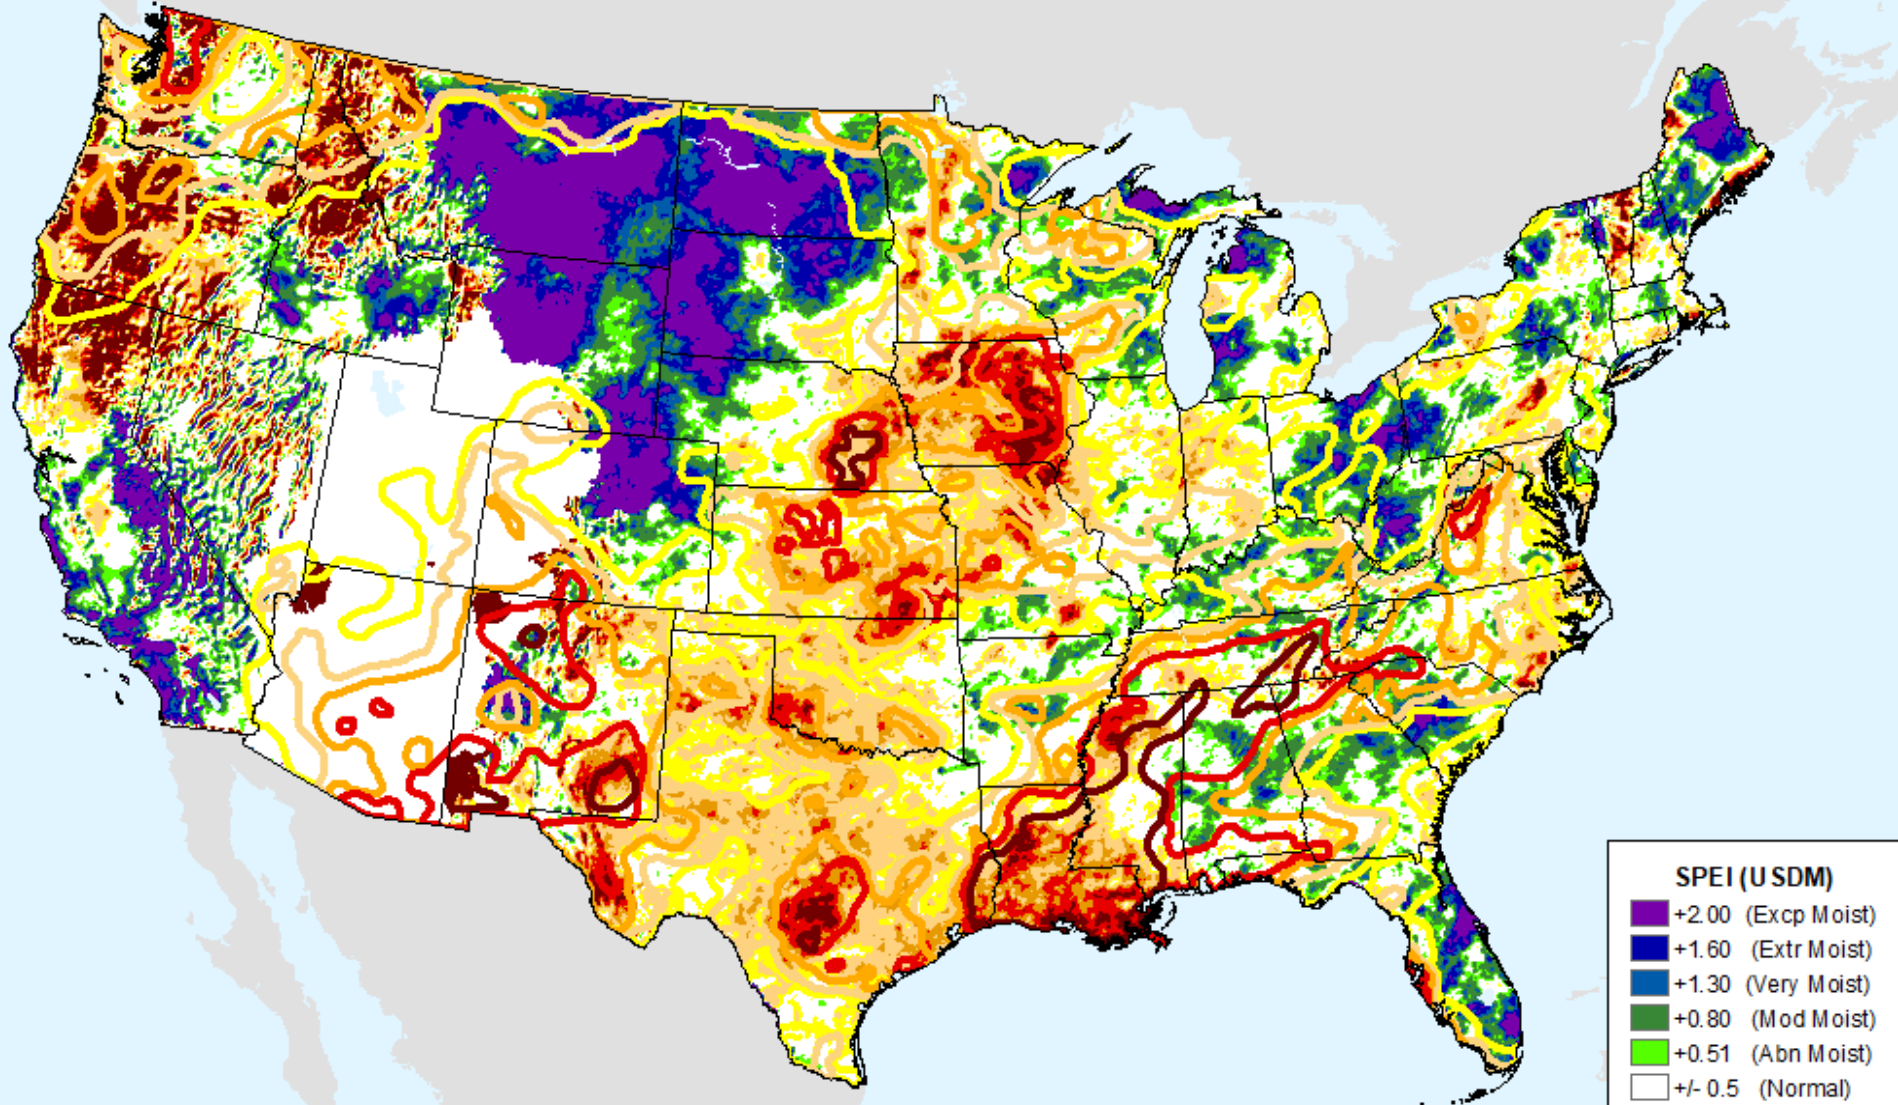 SPEI (USDM)
+2.00 (Excp Moist)
+1.60 (Extr Moist)
+1.30 (Very Moist)
+0.80 (Mod Moist)
+0.51 (Abn Moist)
+/- 0.5 (Normal)